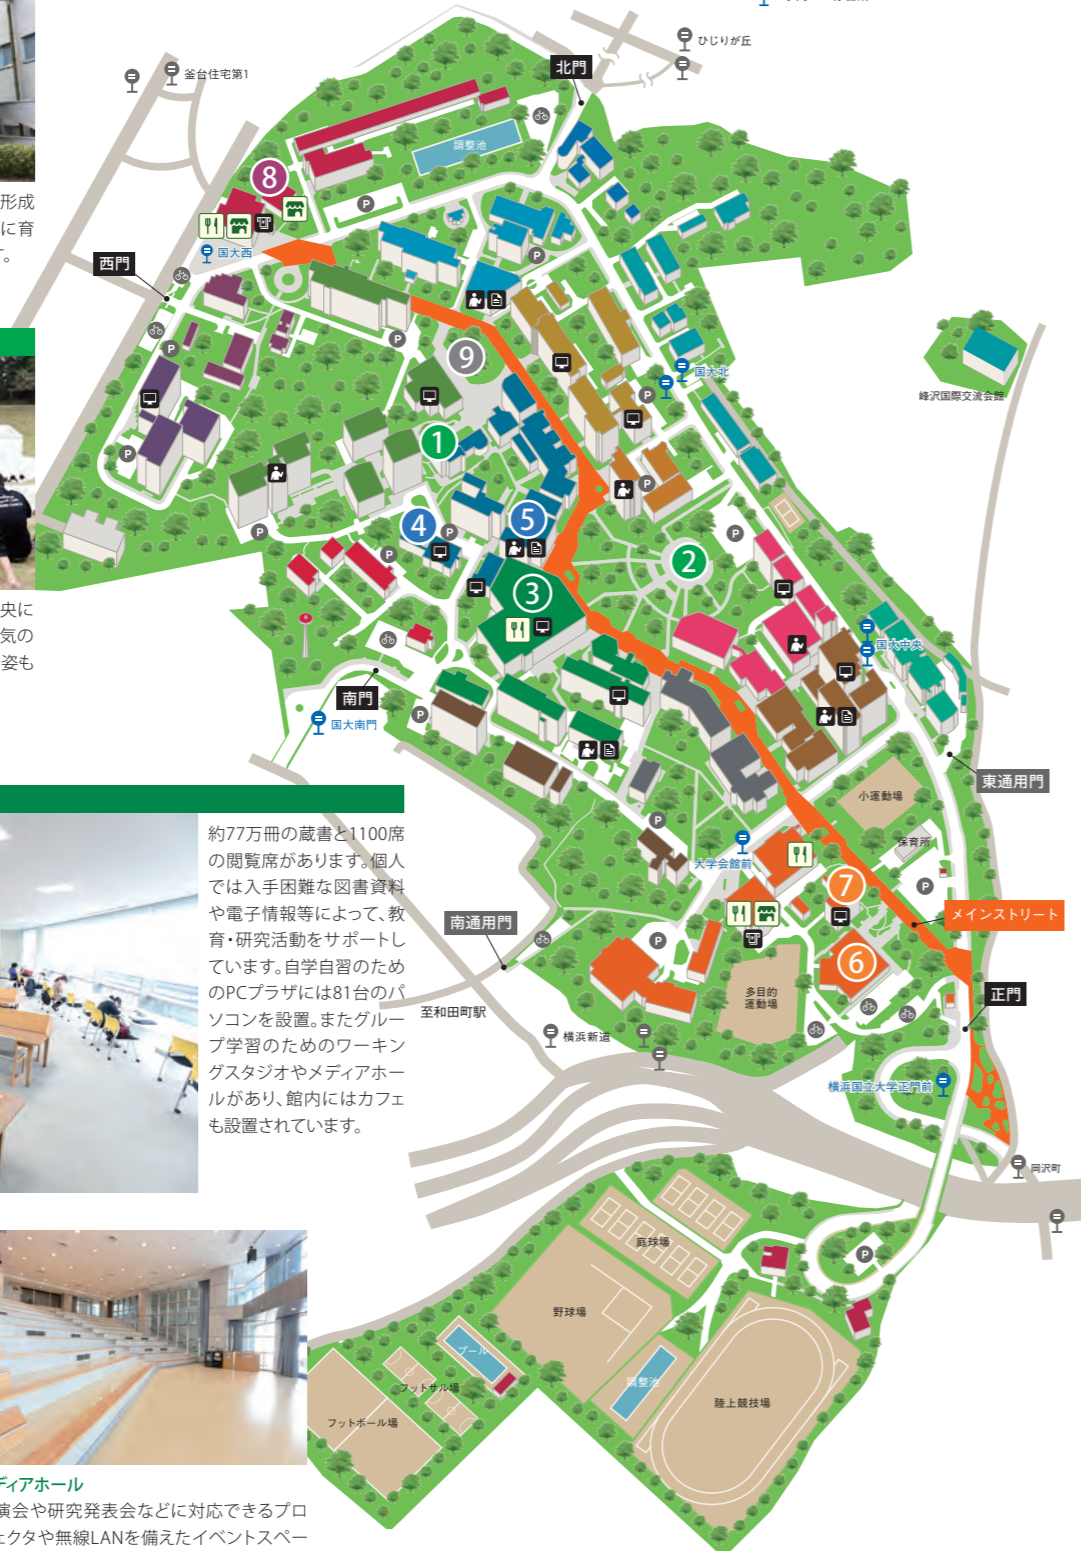 ひじりが丘
釜台住宅第1
北門
調整池
8
形成
に育
す。
国大西
西門
P
9
国大北
峰沢国際交流会館
1
4
5
2
3
央に
気の
姿も
国大中央
南門
国大南門
東通用門
小運動場
保育所
大学会館前
7
メインストリート
南通用門
6
多目的
運動場
正門
至和田町駅
横浜新道
横浜国立大学正門前
岡沢町
約77万冊の蔵書と1100席
の閲覧席があります。個人
では入手困難な図書資料
や電子情報等によって、教
育・研究活動をサポートし
ています。自学自習のため
のPCプラザには81台のパ
ソコンを設置。またグルー
プ学習のためのワーキン
グスタジオやメディアホー
ルがあり、館内にはカフェ
も設置されています。
庭球場
野球場
プール
調整池
フットサル場
フットボール場
陸上競技場
ディアホール
演会や研究発表会などに対応できるプロ
ェクタや無線LANを備えたイベントスペー